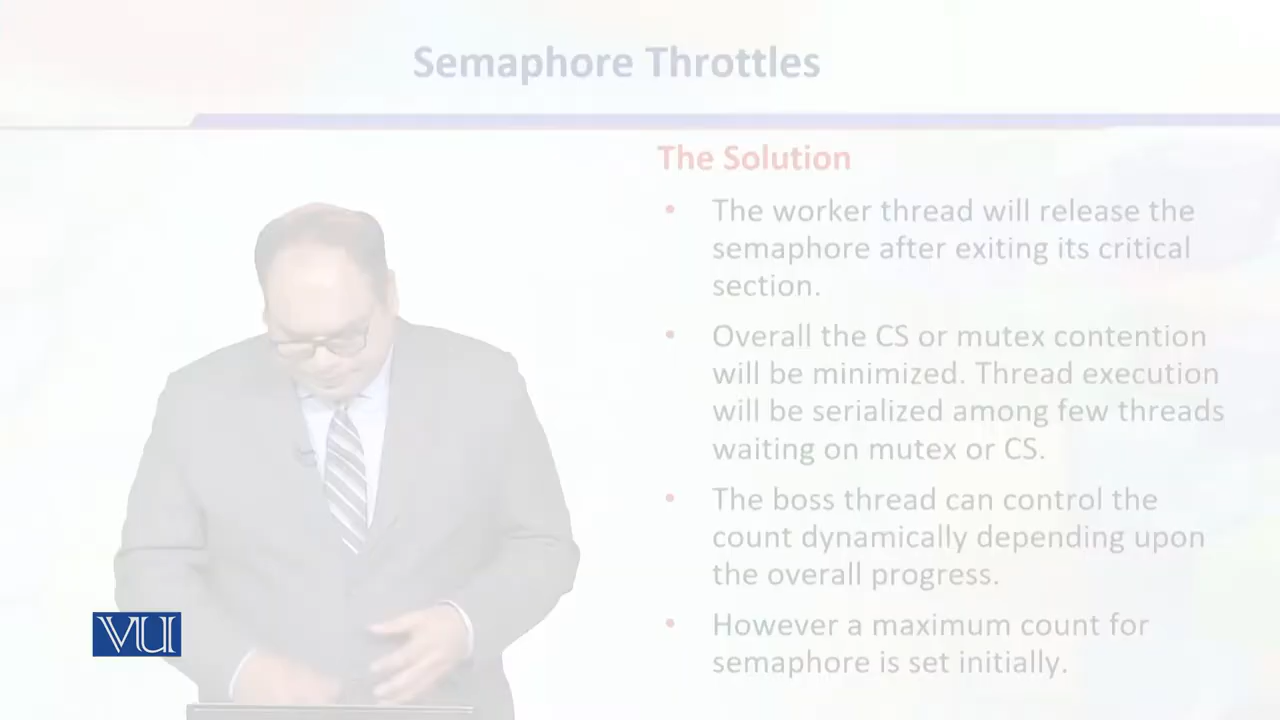 Semaphore Throttles
The Solution
• The worker thread will release the
semaphore after exiting its critical
section.
• Overall the CS or mutex contention
will be minimized. Thread execution
will be serialized among few threads
waiting on mutex or CS.
• The boss thread can control the
count dynamically depending upon
the overall progress.
• However a maximum count for
semaphore is set initially.
VU